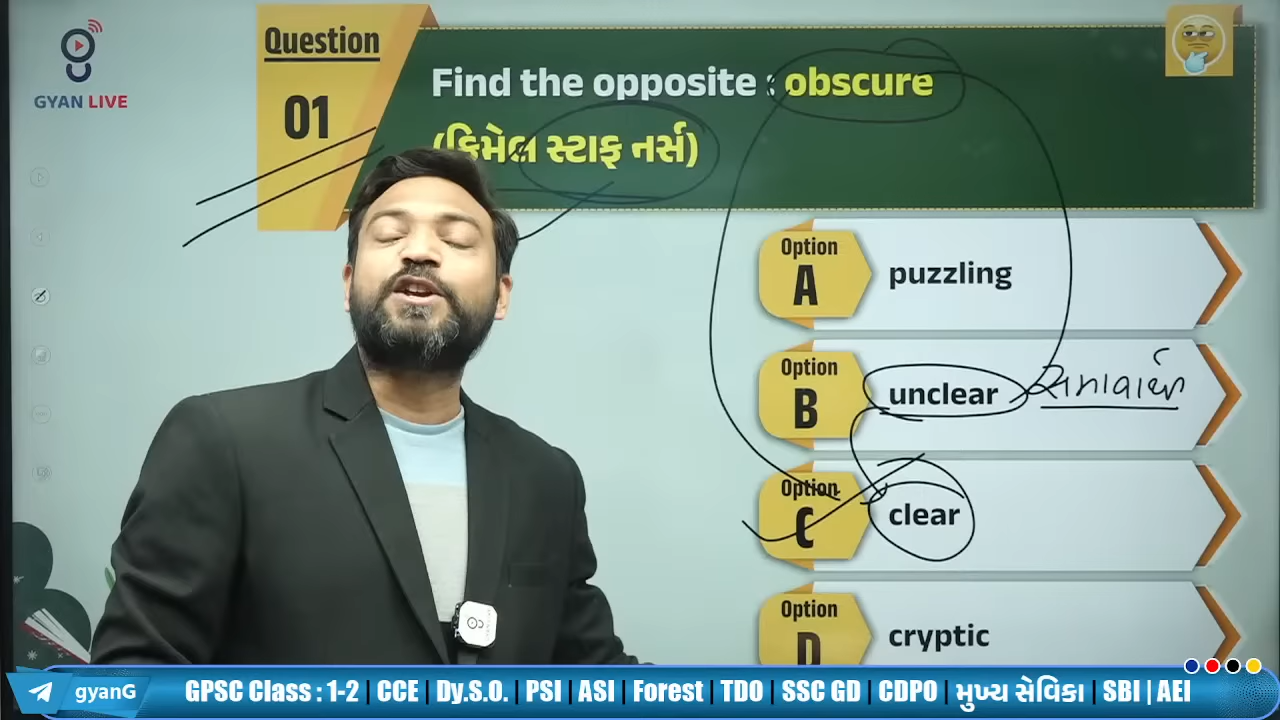 GYAN LIVE
Question
01
Find the opposite : obscure
(ફિમેલ સ્ટાફ નર્સ)
Option
A
puzzling
Option
B
unclear
Option
C
clear
Option
D
cryptic
gyanG
GPSC Class : 1-2 | CCE | Dy.S.O. | PSI | ASI | Forest | TDO | SSC GD | CDPO | મુખ્ય સેવિકા | SBI | AEI